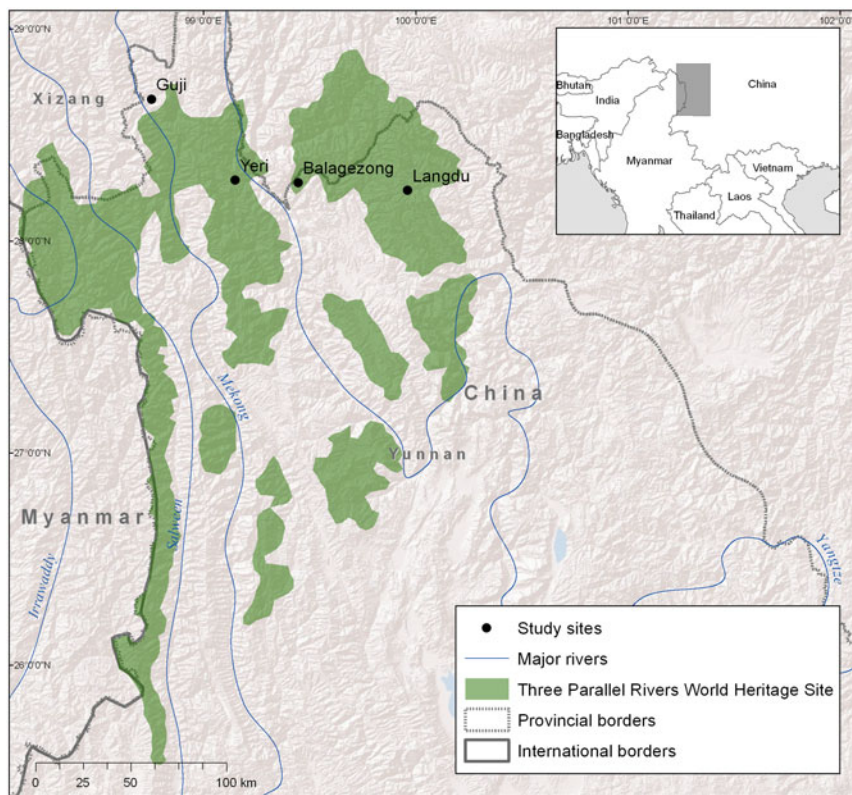 99°0'0"E
100°0'0"E
101°0'0"E
102°0'0"
29°0'0"N
28°0'0"N
27°0'0"N
26°0'0"N
Guji
Xizang
Yeri
Balagezong
Langdu
Bhutan
India
China
Bangladesh
Myanmar
Vietnam
Laos
Thailand
Mekong
China
Yunnan
Myanmar
Salween
Irrawaddy
Yangtze
Study sites
Major rivers
Three Parallel Rivers World Heritage Site
Provincial borders
International borders
0 25 50 100 km